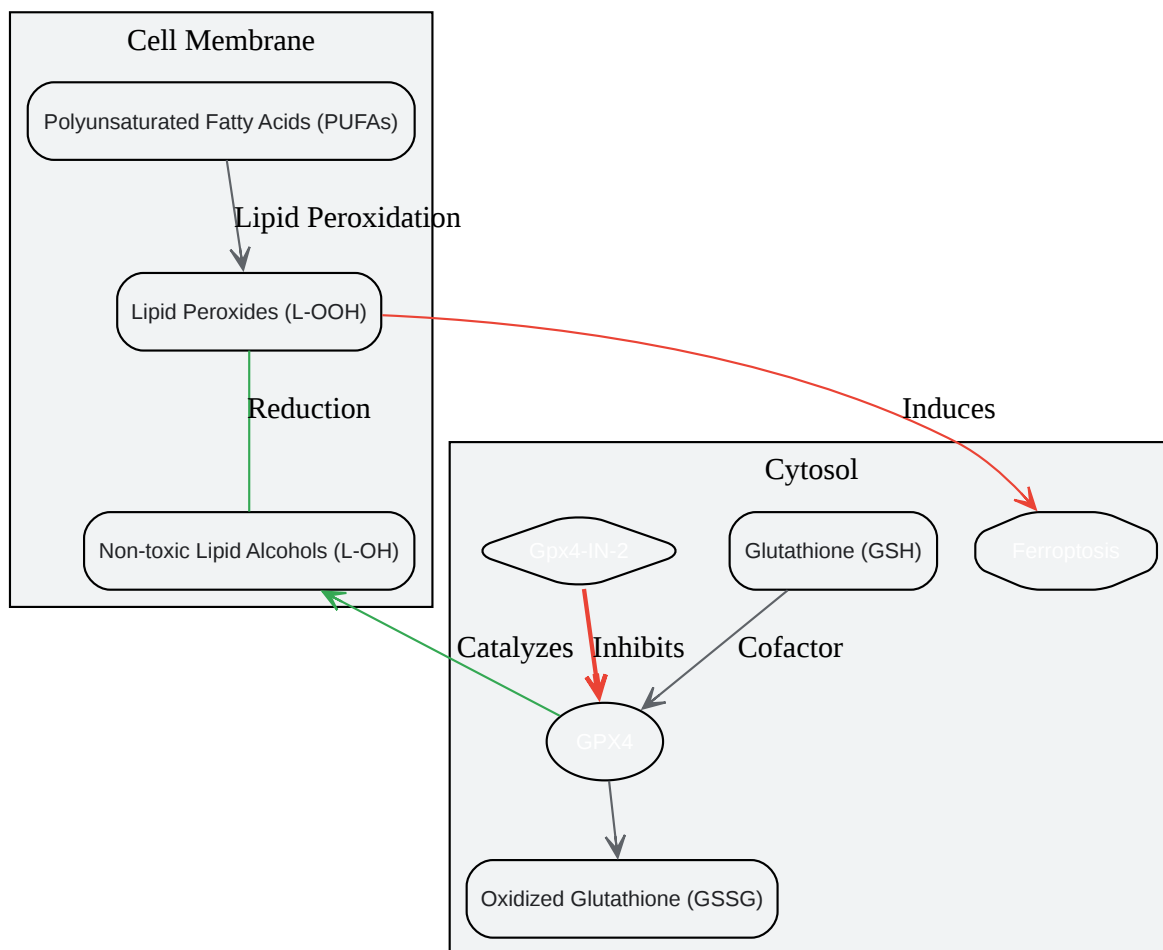 Cell Membrane
Polyunsaturated Fatty Acids (PUFAs)
Lipid Peroxidation
Lipid Peroxides (L-OOH)
Reduction
Induces
Cytosol
Non-toxic Lipid Alcohols (L-OH)
Gpx4-IN-2
Glutathione (GSH)
Ferroptosis
Catalyzes
Inhibits
Cofactor
GPX4
Oxidized Glutathione (GSSG)